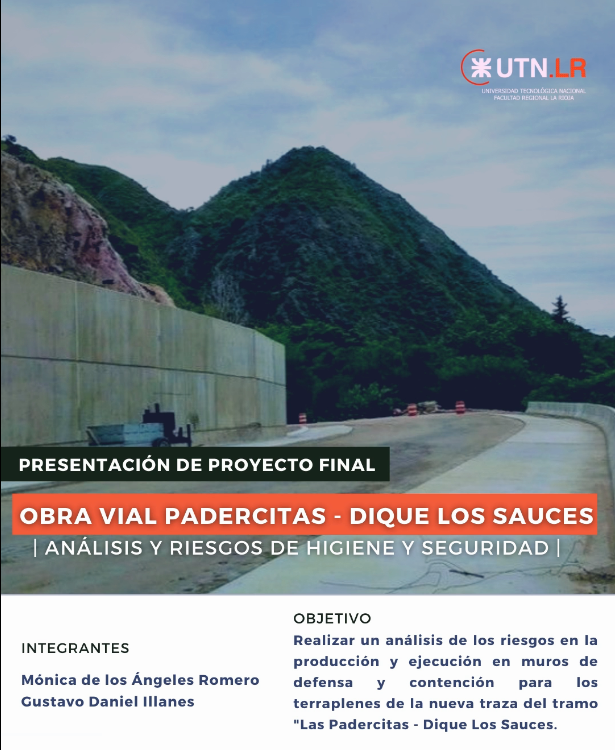 UTN.LR
UNIVERSIDAD TECNOLÓGICA NACIONAL
FACULTAD REGIONAL LA RIOJA
PRESENTACIÓN DE PROYECTO FINAL
OBRA VIAL PADERCITAS - DIQUE LOS SAUCES
| ANÁLISIS Y RIESGOS DE HIGIENE Y SEGURIDAD |
INTEGRANTES
Mónica de los Ángeles Romero
Gustavo Daniel Illanes
OBJETIVO
Realizar un análisis de los riesgos en la
producción y ejecución en muros de
defensa y contención para los
terraplenes de la nueva traza del tramo
"Las Padercitas - Dique Los Sauces.